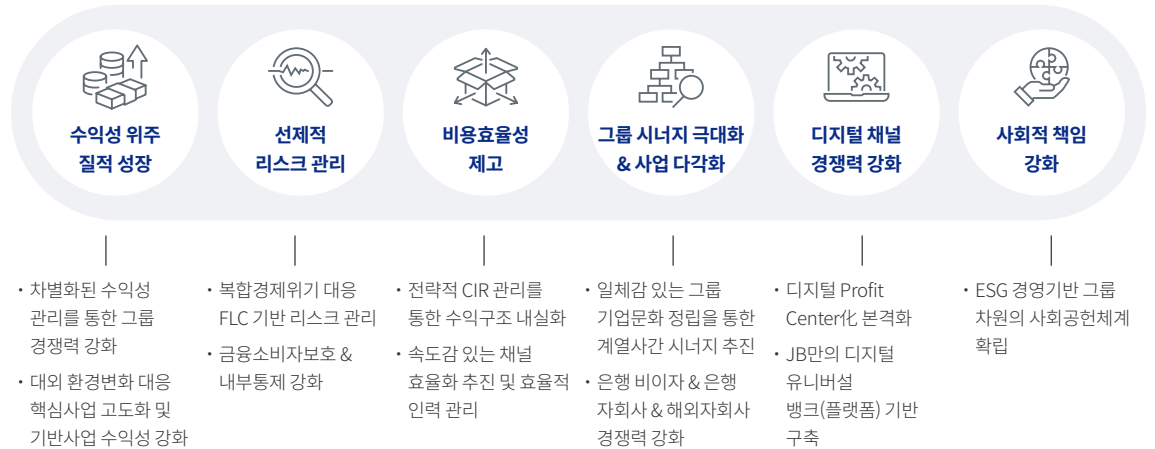 수익성 위주
질적 성장
선제적
리스크 관리
비용효율성
제고
그룹 시너지 극대화
& 사업 다각화
디지털 채널
경쟁력 강화
사회적 책임
강화
• 차별화된 수익성
관리를 통한 그룹
경쟁력 강화
• 대외 환경변화 대응
핵심사업 고도화 및
기반사업 수익성 강화
• 복합경제위기 대응
FLC 기반 리스크 관리
• 금융소비자보호 &
내부통제 강화
• 전략적 CIR 관리를
통한 수익구조 내실화
• 속도감 있는 채널
효율화 추진 및 효율적
인력 관리
• 일체감 있는 그룹
기업문화 정립을 통한
계열사간 시너지 추진
• 은행 비이자 & 은행
자회사 & 해외자회사
경쟁력 강화
• 디지털 Profit
Center化 본격화
• JB만의 디지털
유니버설
뱅크(플랫폼) 기반
구축
• ESG 경영기반 그룹
차원의 사회공헌체계
확립